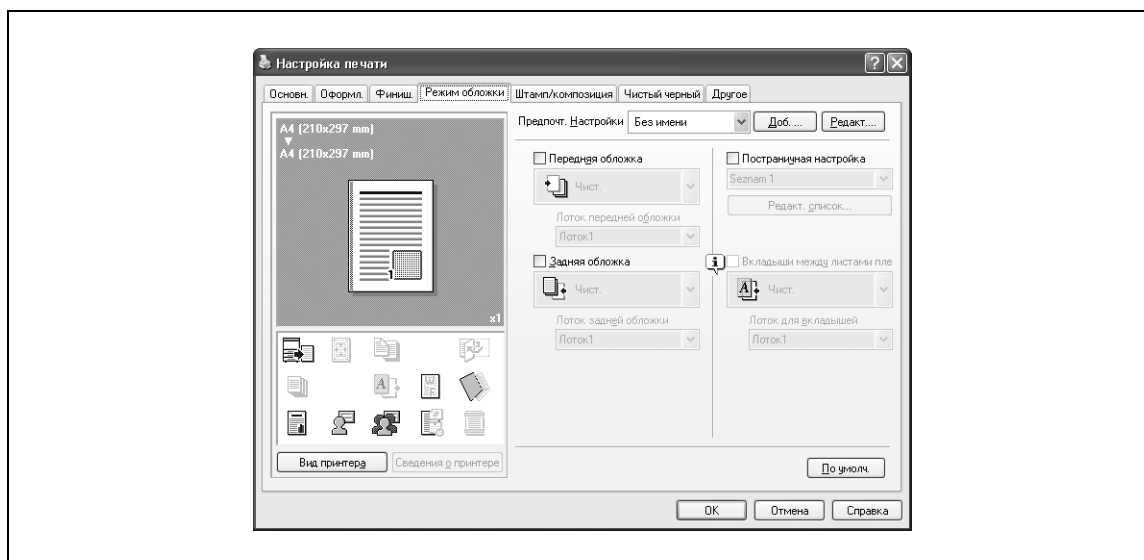 Настройка печати
Основн. Оформл. Финиш. Режим обложки Штамп/композиция Чистый черный Другое
A4 (210x297 mm)
A4 (210x297 mm)
1
x1
Вид принтера Сведения о принтере
Предпочт. Настройки Без имени Доб. ... Редакт....
Передняя обложка
Чист.
Лоток передней обложки
Лоток1
Задняя обложка
Чист.
Лоток задней обложки
Лоток1
Постраничная настройка
Seznam 1
Редакт. список...
Вкладыши между листами пле
Чист.
Лоток для вкладышей
Лоток1
По умолч.
OK Отмена Справка